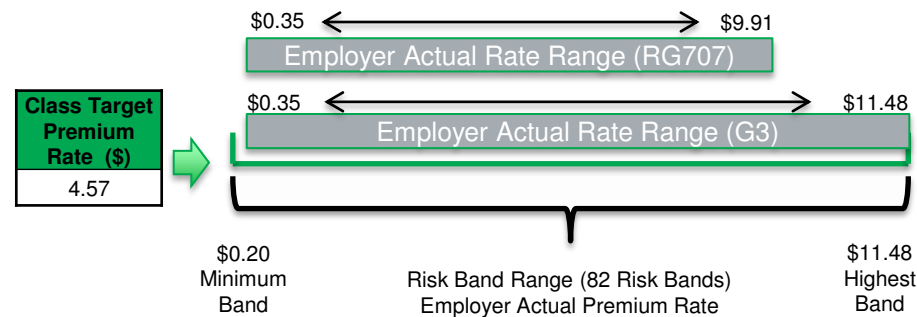 $0.35 $9.91
Employer Actual Rate Range (RG707)
$0.35 $11.48
Employer Actual Rate Range (G3)
Class Target
Premium
Rate ($)
4.57
$0.20
Minimum
Band
Risk Band Range (82 Risk Bands)
Employer Actual Premium Rate
$11.48
Highest
Band